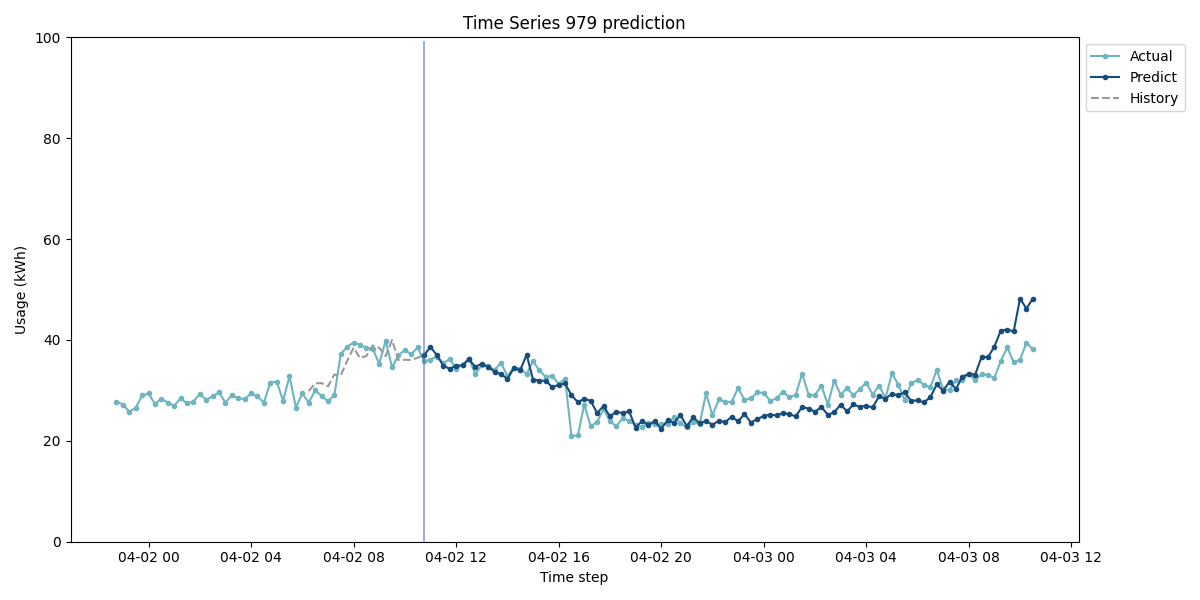 Time Series 979 prediction
Usage (kWh)
100
80
60
40
20
0
04-02 00
04-02 04
04-02 08
04-02 12
04-02 16
04-02 20
04-03 00
04-03 04
04-03 08
04-03 12
Time step
Actual
Predict
History